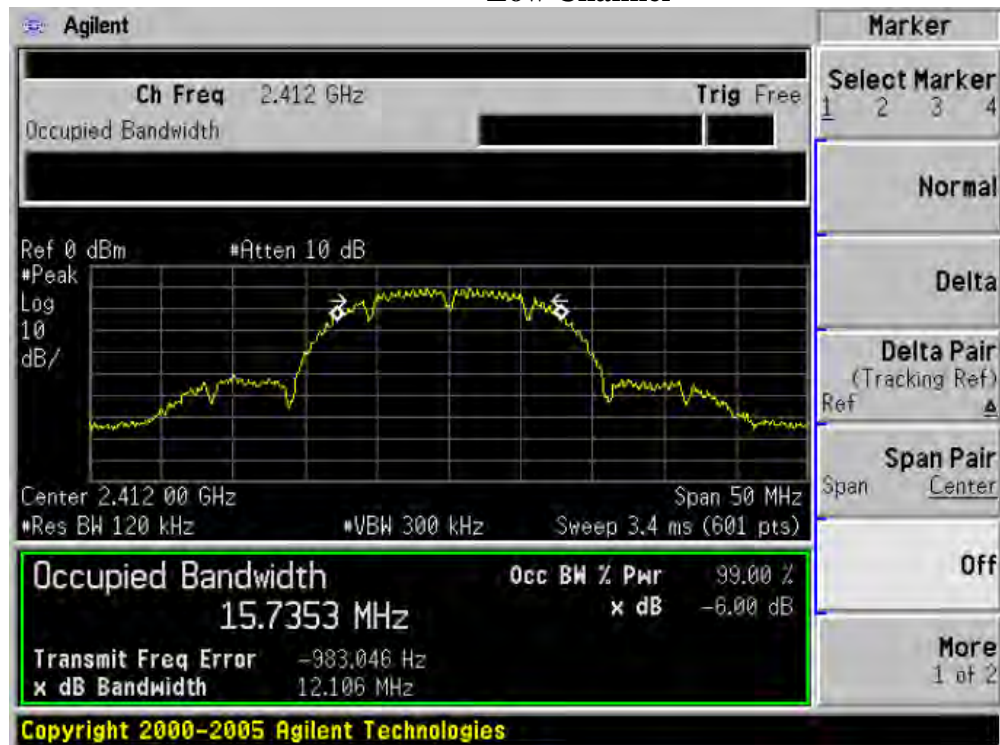 Low Channel
Agilent
Marker
Ch Freq 2.412 GHz Trig Free
Occupied Bandwidth
Select Marker
1 2 3 4
Normal
Delta
Delta Pair
(Tracking Ref)
Ref Δ
Span Pair
Span Center
Off
More
1 of 2
Ref 0 dBm #Atten 10 dB
#Peak
Log
10
dB/
Center 2.412 00 GHz Span 50 MHz
#Res BW 120 kHz #VBW 300 kHz Sweep 3.4 ms (601 pts)
Occupied Bandwidth Occ BW % Pwr 99.00 %
15.7353 MHz x dB -6.00 dB
Transmit Freq Error -983.046 Hz
x dB Bandwidth 12.106 MHz
Copyright 2000-2005 Agilent Technologies